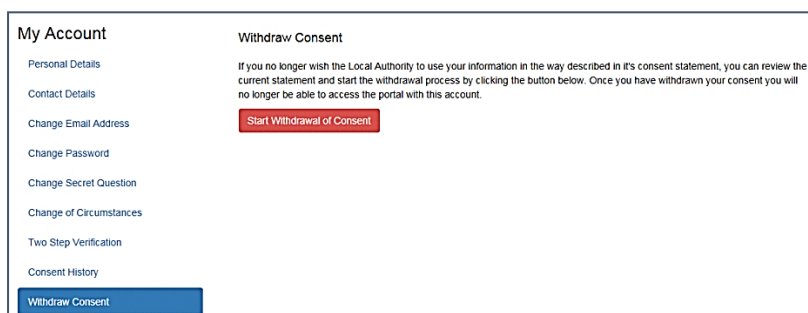 My Account
Personal Details
Contact Details
Change Email Address
Change Password
Change Secret Question
Change of Circumstances
Two Step Verification
Consent History
Withdraw Consent
Withdraw Consent
If you no longer wish the Local Authority to use your information in the way described in it's consent statement, you can review the
current statement and start the withdrawal process by clicking the button below. Once you have withdrawn your consent you will
no longer be able to access the portal with this account.
Start Withdrawal of Consent